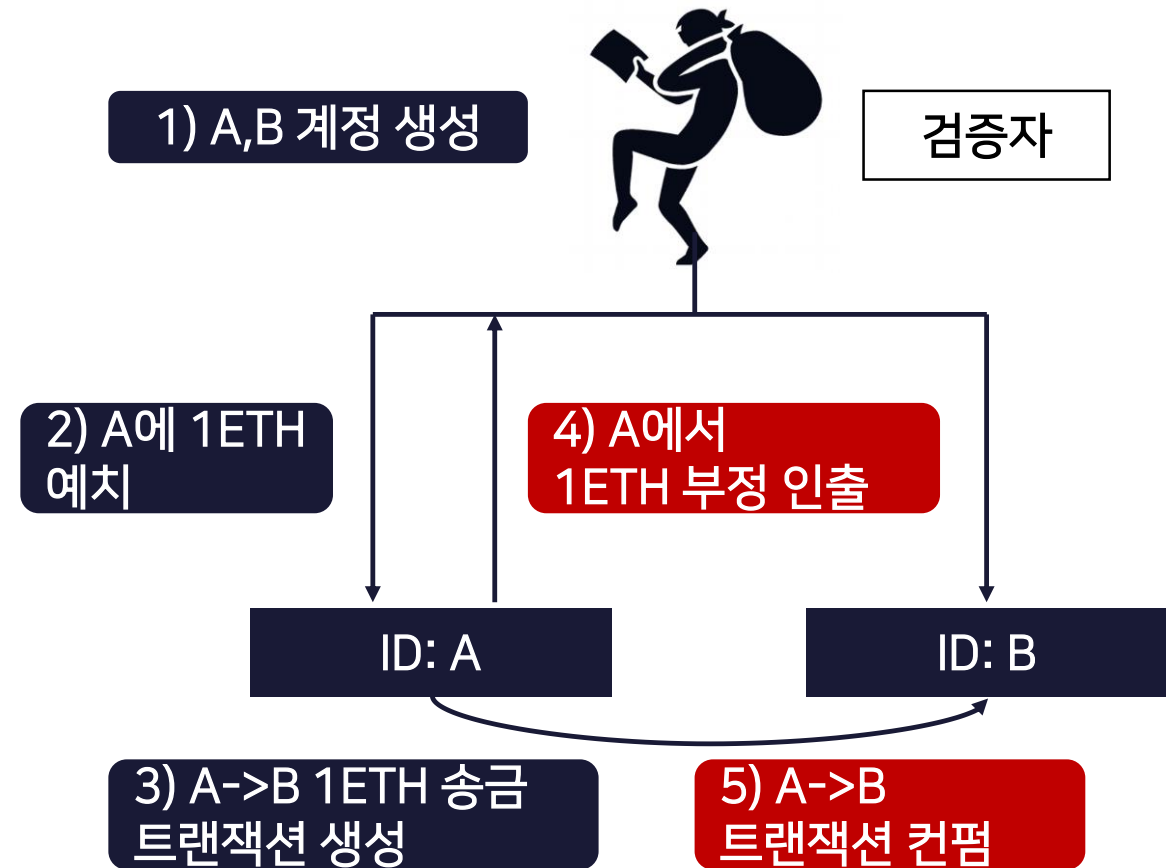 1) A,B 계정 생성
검증자
2) A에 1ETH
예치
4) A에서
1ETH 부정 인출
ID: A
ID: B
3) A->B 1ETH 송금
트랜잭션 생성
5) A->B
트랜잭션 컨펌